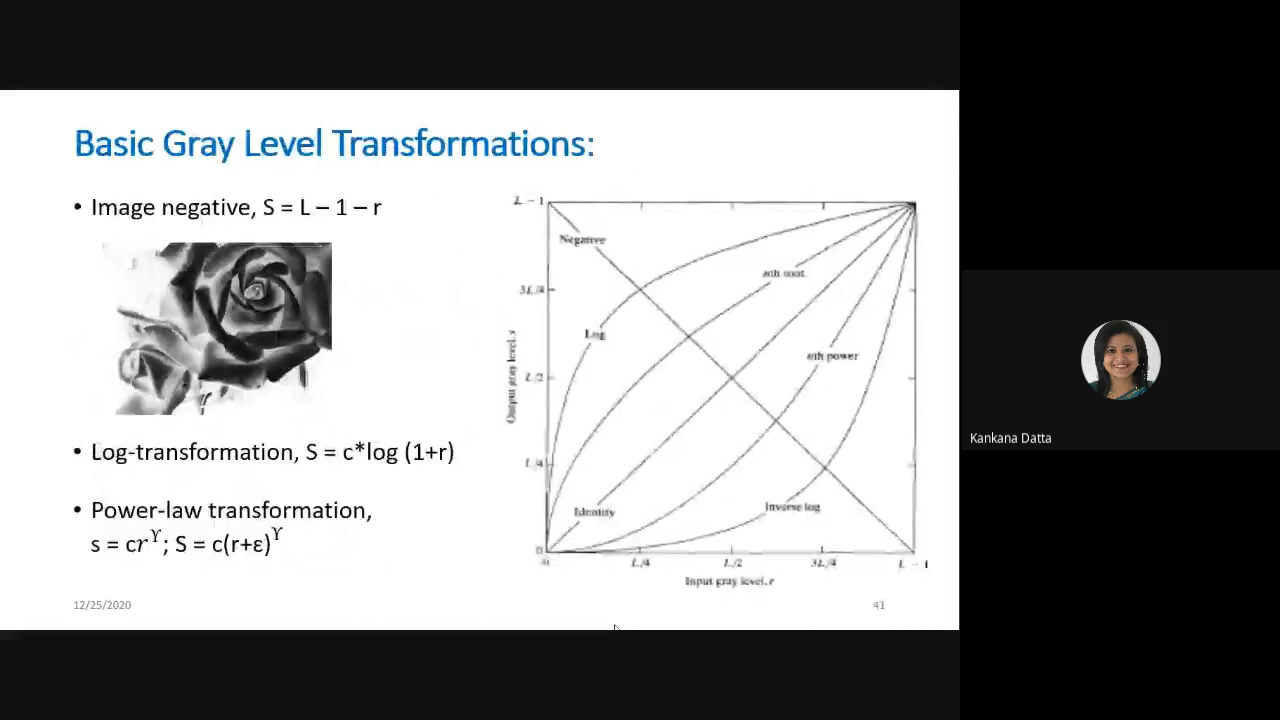 Basic Gray Level Transformations:
• Image negative, S = L – 1 – r
• Log-transformation, S = c*log (1+r)
• Power-law transformation,
s = cr^ϒ; S = c(r+ε)^ϒ
12/25/2020
41
L – 1
3L/4
L/2
L/4
0
Output gray level, s
Negative
nth root
Log
nth power
Identity
Inverse log
0 L/4 L/2 3L/4 L – 1
Input gray level, r
Kankana Datta